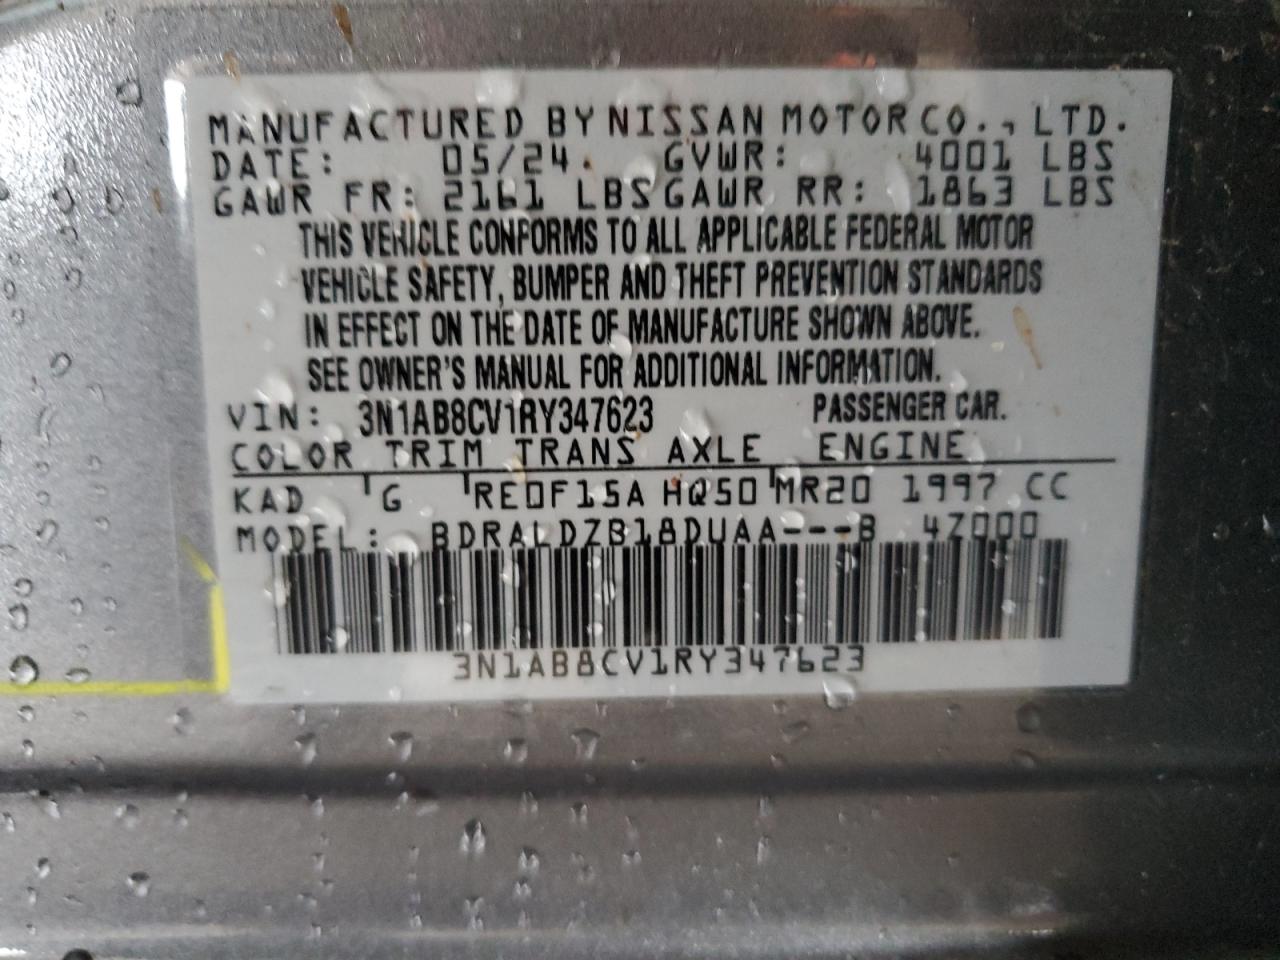 MANUFACTURED BY NISSAN MOTOR CO., LTD.
DATE: 05/24 GVWR: 4001 LBS
GAWR FR: 2161 LBS GAWR RR: 1863 LBS
THIS VEHICLE CONFORMS TO ALL APPLICABLE FEDERAL MOTOR
VEHICLE SAFETY, BUMPER AND THEFT PREVENTION STANDARDS
IN EFFECT ON THE DATE OF MANUFACTURE SHOWN ABOVE.
SEE OWNER'S MANUAL FOR ADDITIONAL INFORMATION.
VIN: 3N1AB8CV1RY347623 PASSENGER CAR.
COLOR TRIM TRANS AXLE ENGINE
KAD G RE0F15A HQ50 MR20 1997 CC
MODEL: BDRALDZB18DUAA---B 4Z000
3N1AB8CV1RY347623